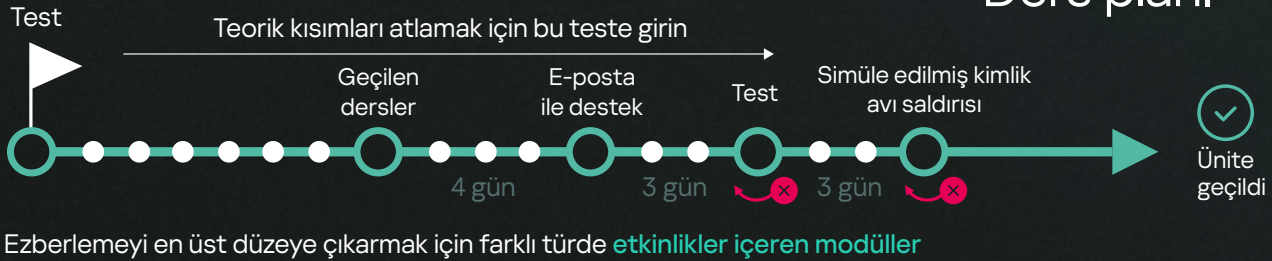 Ders planı
Test
Teorik kısımları atlamak için bu teste girin
Geçilen
dersler
E-posta
ile destek
Test
Simüle edilmiş kimlik
avı saldırısı
4 gün
3 gün
3 gün
Ünite
geçildi
Ezberlemeyi en üst düzeye çıkarmak için farklı türde etkinlikler içeren modüller